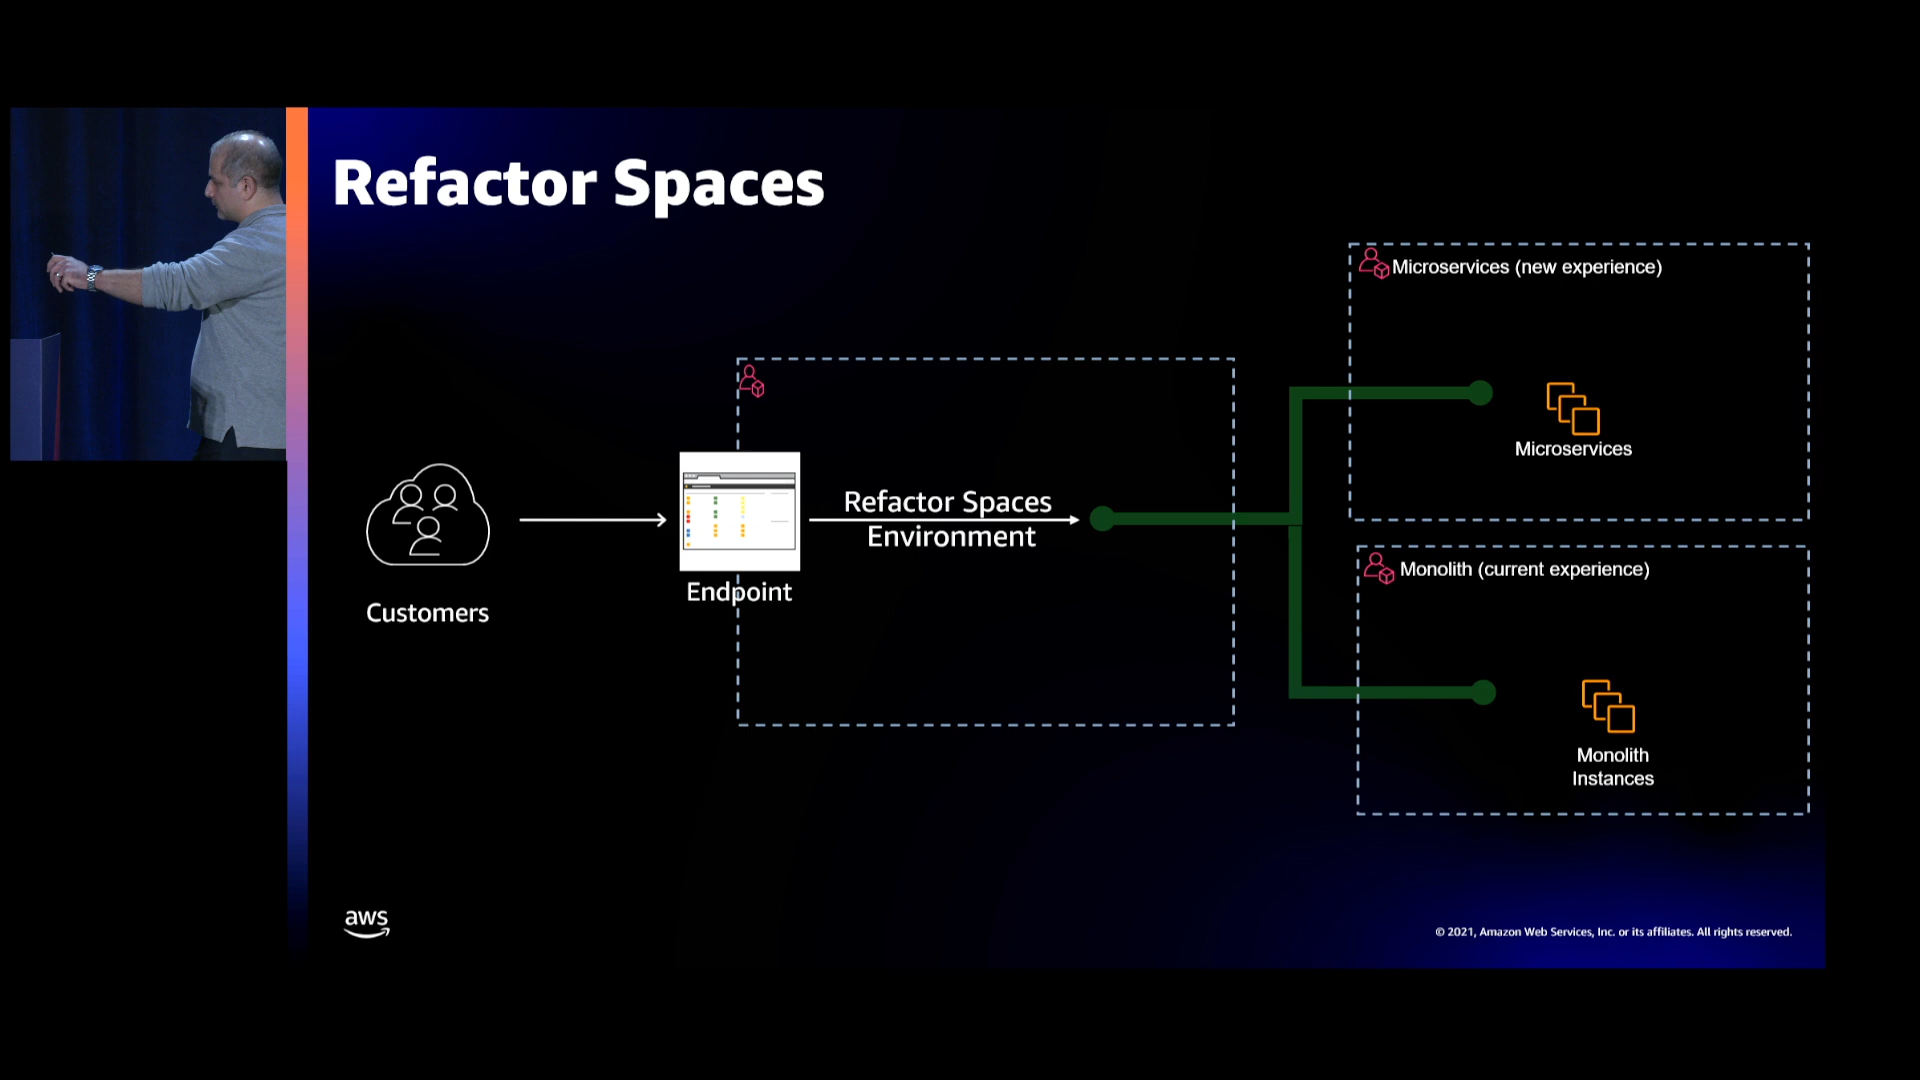 Refactor Spaces
Microservices (new experience)
Microservices
Refactor Spaces
Environment
Endpoint
Customers
Monolith (current experience)
Monolith
Instances
aws
© 2021, Amazon Web Services, Inc. or its affiliates. All rights reserved.